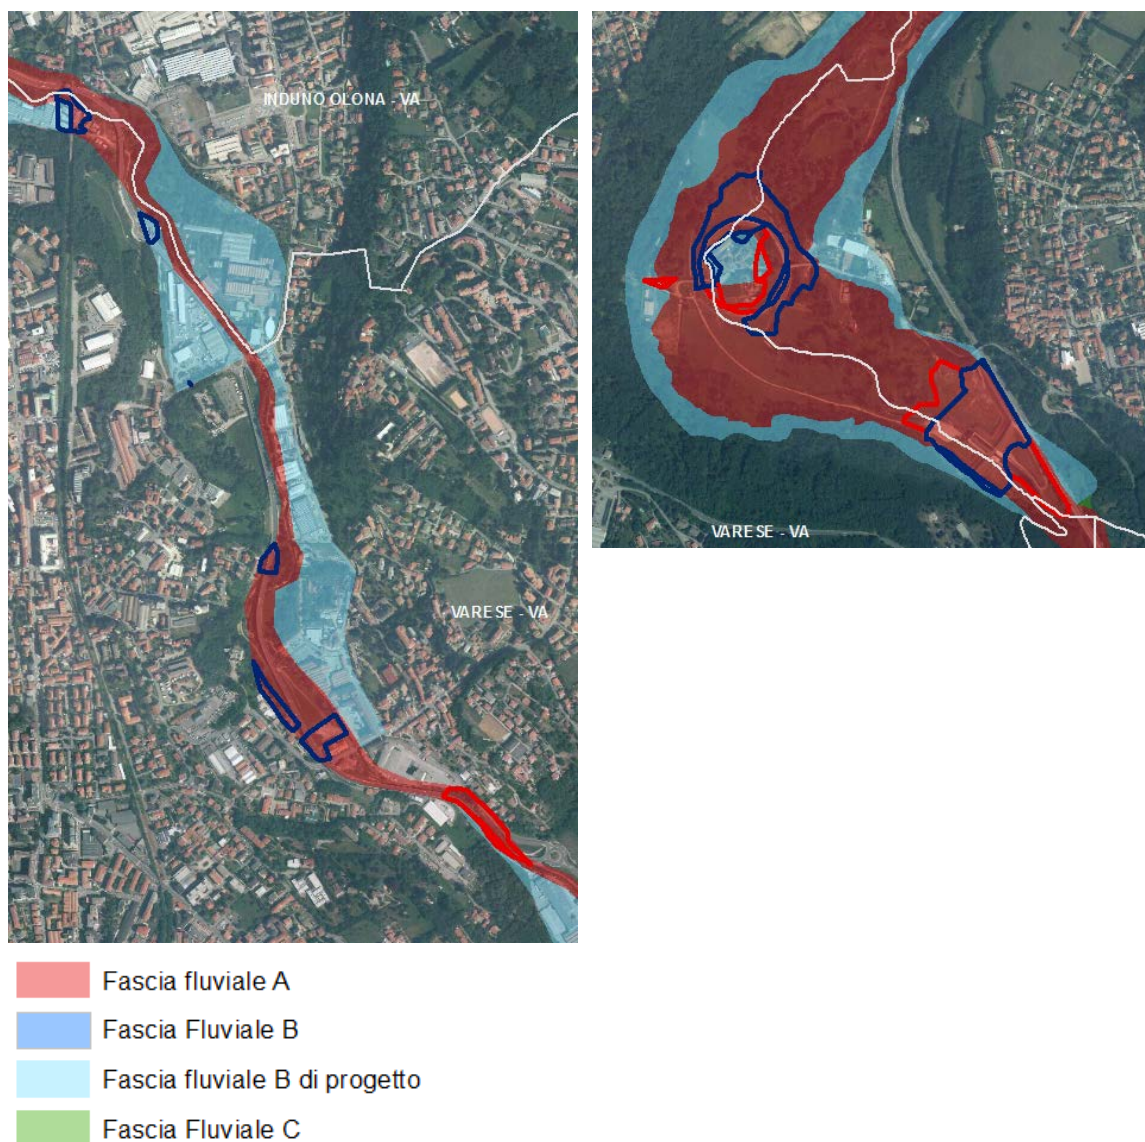 INDUNO OLONA - VA
VARESE - VA
VARESE - VA
Fascia fluviale A
Fascia Fluviale B
Fascia fluviale B di progetto
Fascia Fluviale C